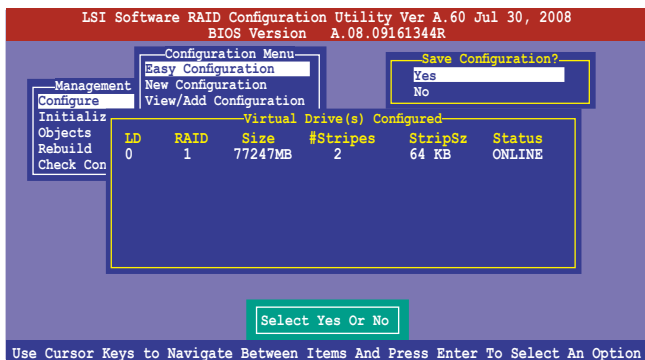 LSI Software RAID Configuration Utility Ver A.60 Jul 30, 2008
BIOS Version A.08.09161344R
Configuration Menu
Easy Configuration
New Configuration
View/Add Configuration
Save Configuration?
Yes
No
Management
Configure
Initializ
Objects
Rebuild
Check Con
Virtual Drive(s) Configured
LD RAID Size #Stripes StripSz Status
0 1 77247MB 2 64 KB ONLINE
Select Yes Or No
Use Cursor Keys to Navigate Between Items And Press Enter To Select An Option